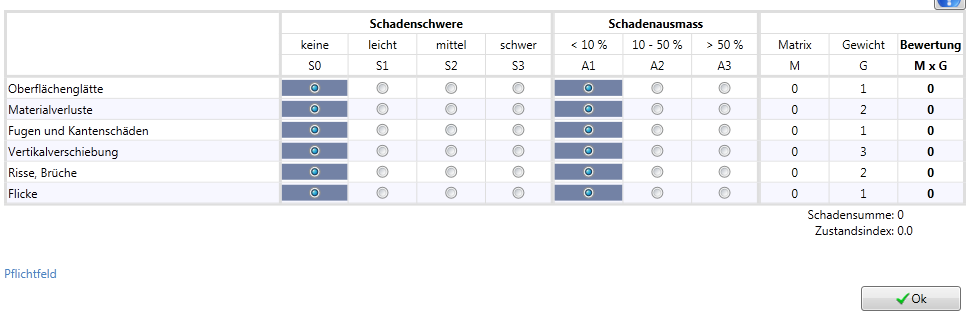 Schadenschwere Schadenausmass
keine leicht mittel schwer < 10 % 10 - 50 % > 50 % Matrix Gewicht Bewertung
S0 S1 S2 S3 A1 A2 A3 M G M x G
Oberflächenglätte 0 1 0
Materialverluste 0 2 0
Fugen und Kantenschäden 0 1 0
Vertikalverschiebung 0 3 0
Risse, Brüche 0 2 0
Flicke 0 1 0
Schadensumme: 0
Zustandsindex: 0.0
Pflichtfeld
Ok